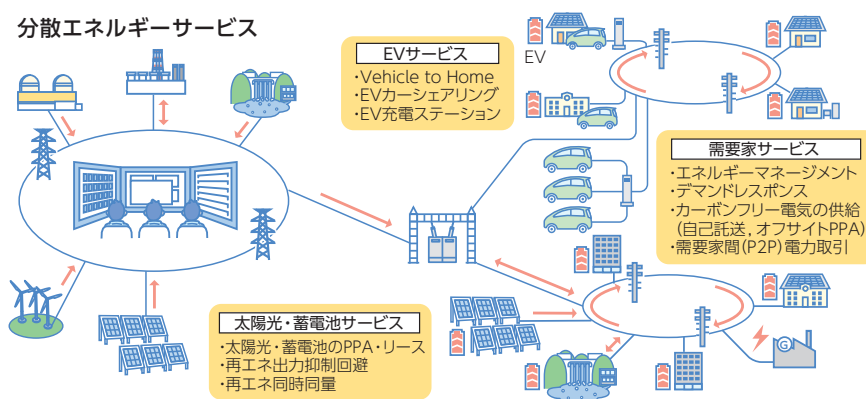 分散エネルギーサービス
EVサービス
・Vehicle to Home
・EVカーシェアリング
・EV充電ステーション
EV
需要家サービス
・エネルギーマネージメント
・デマンドレスポンス
・カーボンフリー電気の供給
(自己託送，オフサイトPPA)
・需要家間(P2P)電力取引
太陽光・蓄電池サービス
・太陽光・蓄電池のPPA・リース
・再エネ出力抑制回避
・再エネ同時同量
G